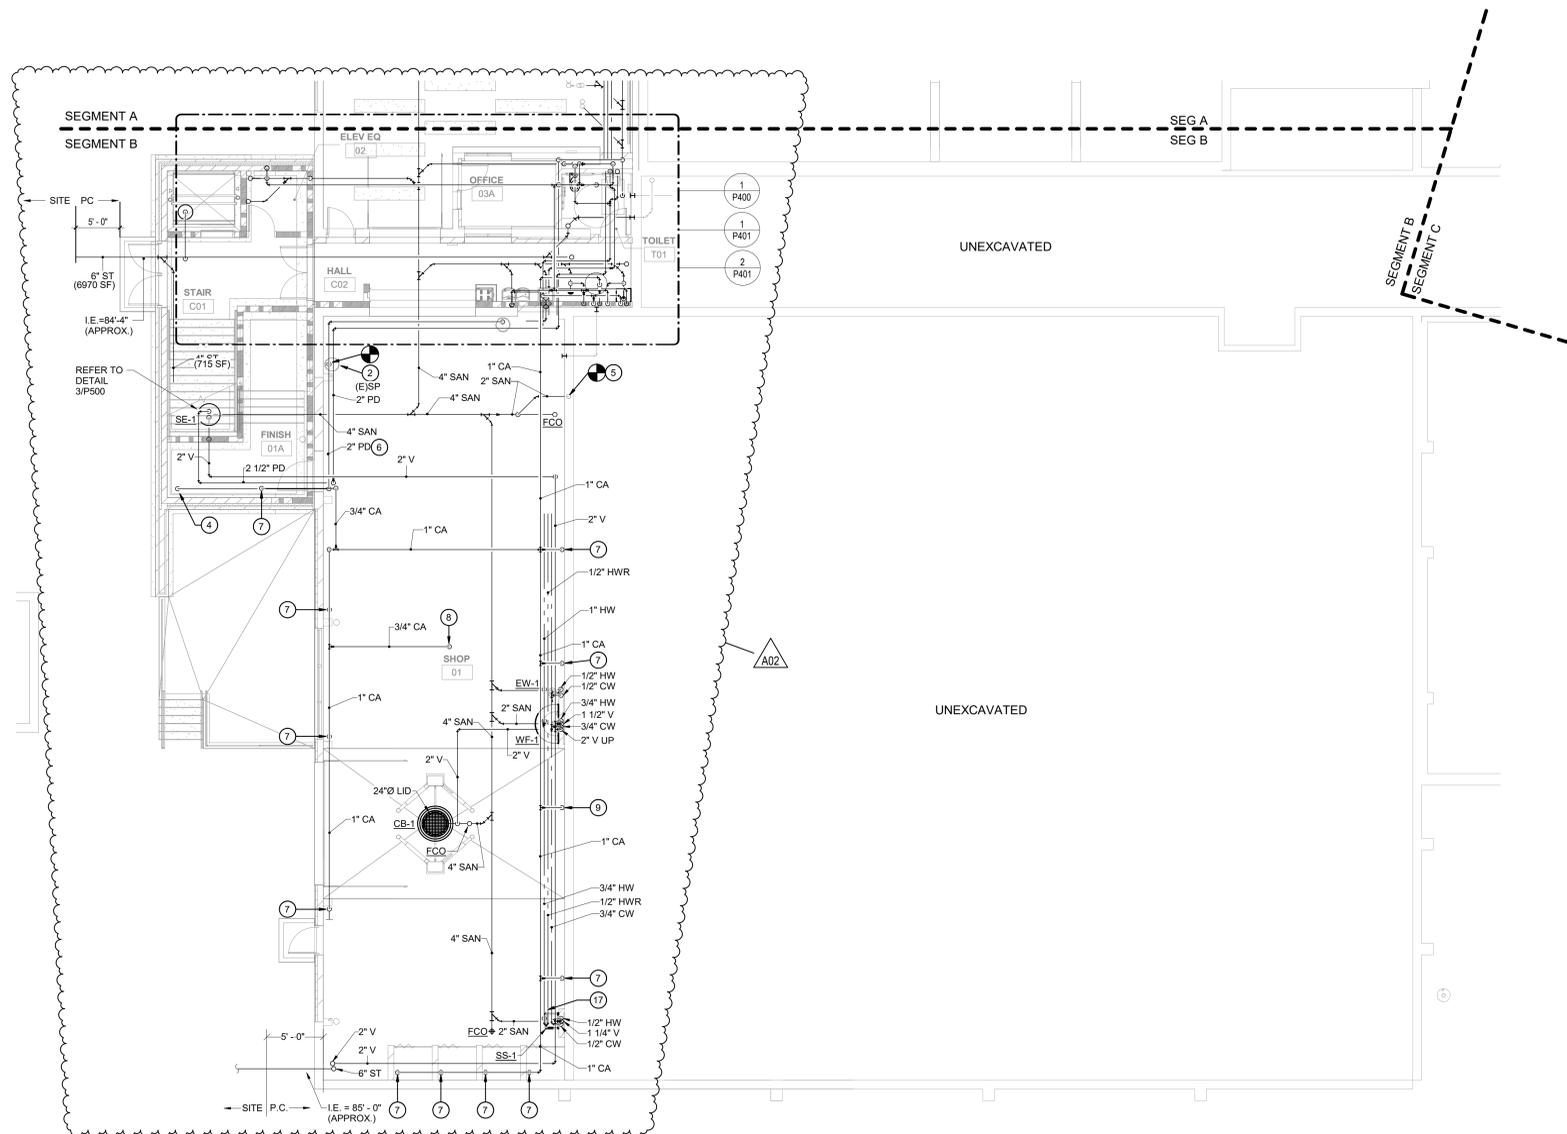 SEGMENT A
SEGMENT B
SEG A
SEG B
ELEV EQ
02
OFFICE
03A
1
P400
1
P401
2
P401
SITE
PC
5' - 0"
TOILET
T01
UNEXCAVATED
SEGMENT B
SEGMENT C
6" ST
(6970 SF)
HALL
C02
STAIR
C01
I.E.=84'-4"
(APPROX.)
4" ST
(715 SF)
REFER TO
DETAIL
3/P500
2
(E)SP
2" PD
4" SAN
1" CA
2" SAN
5
4" SAN
SE-1
FCO
4" SAN
FINISH
01A
2" PD
6
2" V
2 1/2" PD
2" V
1" CA
4
7
3/4" CA
2" V
1" CA
7
1/2" HWR
7
8
1" HW
3/4" CA
1" CA
SHOP
01
7
A02
EW-1
1/2" HW
1/2" CW
1" CA
3/4" HW
2" SAN
4" SAN
1 1/2" V
3/4" CW
7
WF-1
2" V UP
2" V
2" V
UNEXCAVATED
24"Ø LID
9
CB-1
1" CA
FCO
1" CA
4" SAN
3/4" HW
1/2" HWR
7
3/4" CW
4" SAN
7
17
5' - 0"
2" V
FCO
2" SAN
1/2" HW
1 1/4" V
1/2" CW
2" V
SS-1
6" ST
1" CA
SITE
P.C.
I.E. = 85' - 0"
(APPROX.)
7
7
7
7